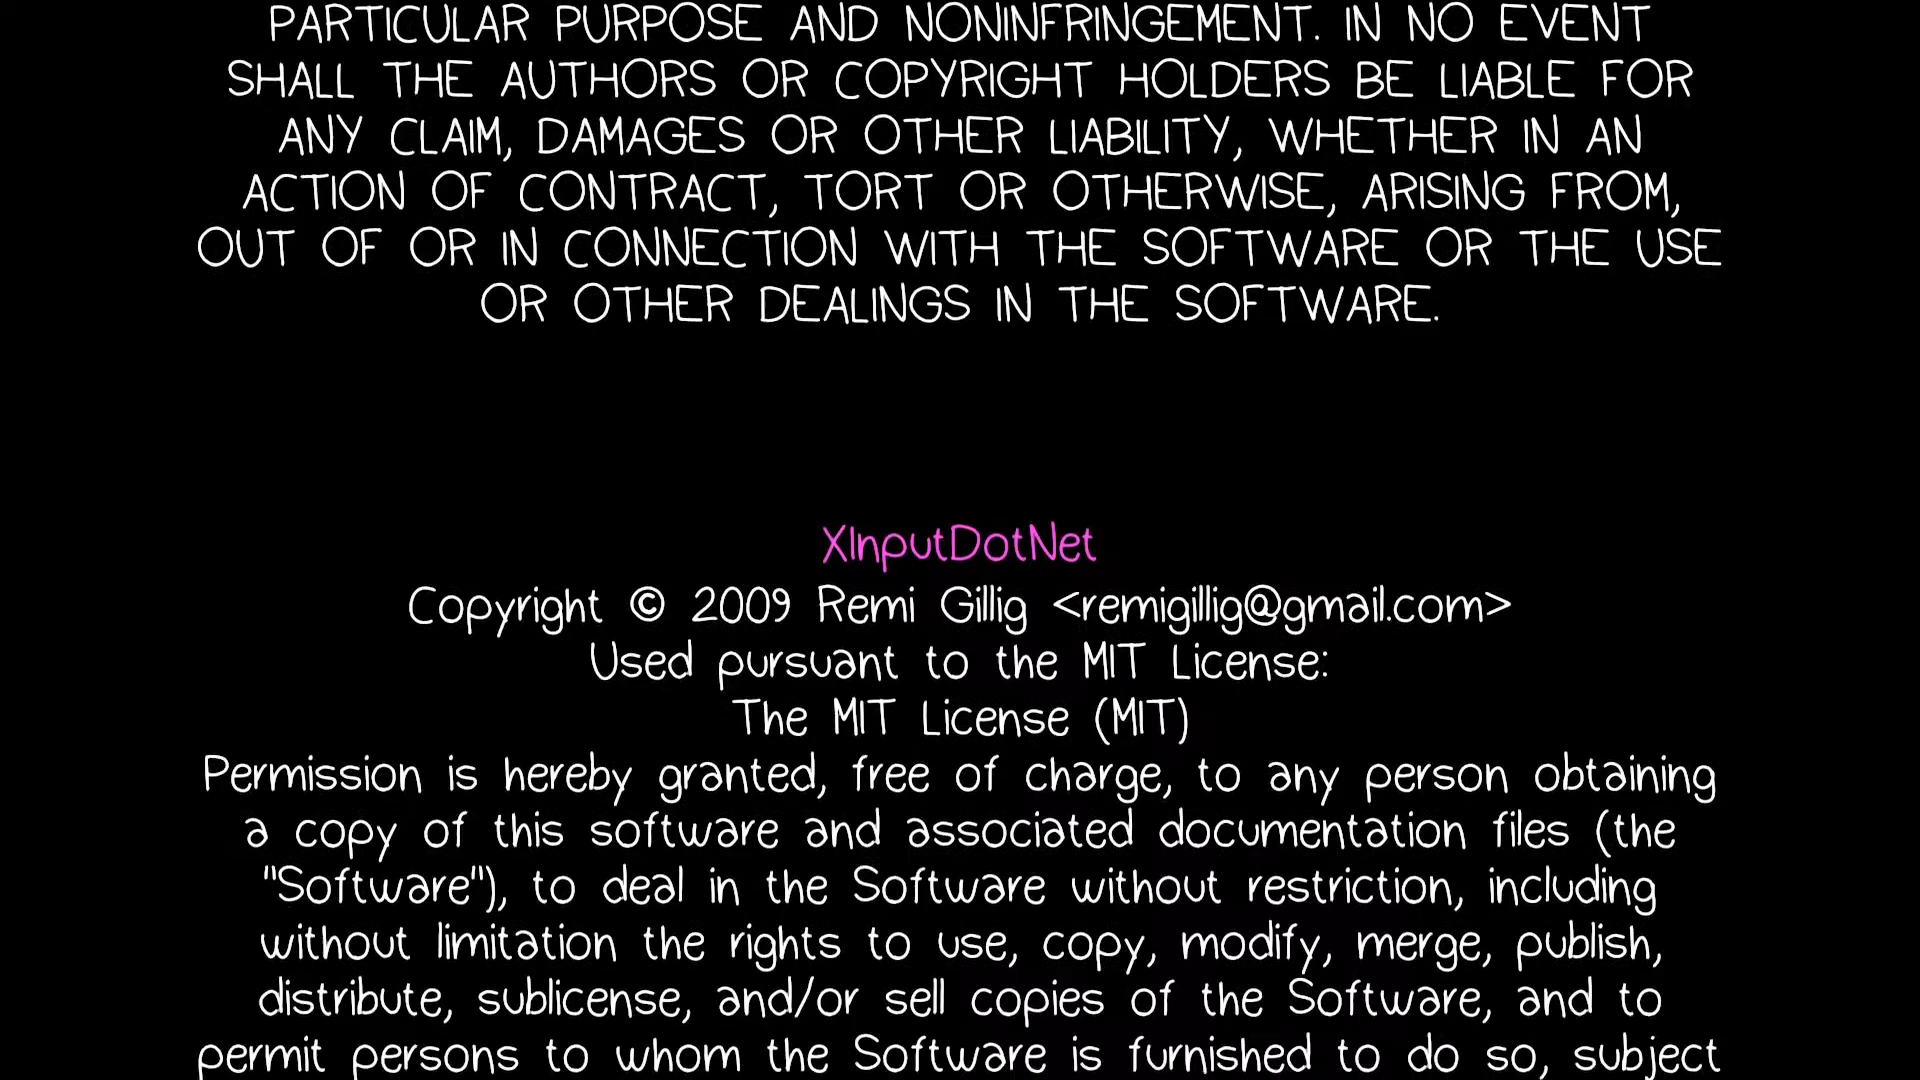 PARTICULAR PURPOSE AND NONINFRINGEMENT. IN NO EVENT
SHALL THE AUTHORS OR COPYRIGHT HOLDERS BE LIABLE FOR
ANY CLAIM, DAMAGES OR OTHER LIABILITY, WHETHER IN AN
ACTION OF CONTRACT, TORT OR OTHERWISE, ARISING FROM,
OUT OF OR IN CONNECTION WITH THE SOFTWARE OR THE USE
OR OTHER DEALINGS IN THE SOFTWARE.
XInputDotNet
Copyright © 2009 Remi Gillig <remigillig@gmail.com>
Used pursuant to the MIT License:
The MIT License (MIT)
Permission is hereby granted, free of charge, to any person obtaining
a copy of this software and associated documentation files (the
"Software"), to deal in the Software without restriction, including
without limitation the rights to use, copy, modify, merge, publish,
distribute, sublicense, and/or sell copies of the Software, and to
permit persons to whom the Software is furnished to do so, subject